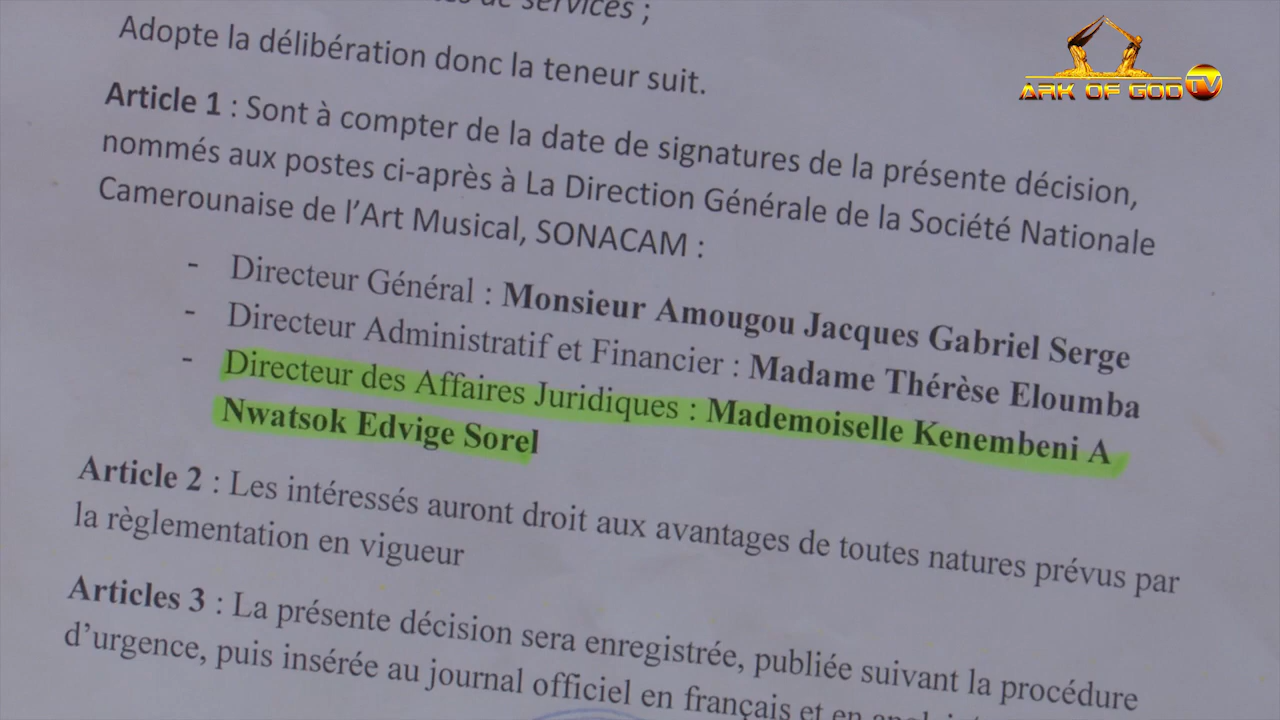 services ;
Adopte la délibération donc la teneur suit.
Article 1 : Sont à compter de la date de signatures de la présente décision,
nommés aux postes ci-après à La Direction Générale de la Société Nationale
Camerounaise de l’Art Musical, SONACAM :
- Directeur Général : Monsieur Amougou Jacques Gabriel Serge
- Directeur Administratif et Financier : Madame Thérèse Eloumba
- Directeur des Affaires Juridiques : Mademoiselle Kenembeni A
Nwatsok Edvige Sorel
Article 2 : Les intéressés auront droit aux avantages de toutes natures prévus par
la règlementation en vigueur
Articles 3 : La présente décision sera enregistrée, publiée suivant la procédure
d’urgence, puis insérée au journal officiel en français et en
ARK OF GOD TV